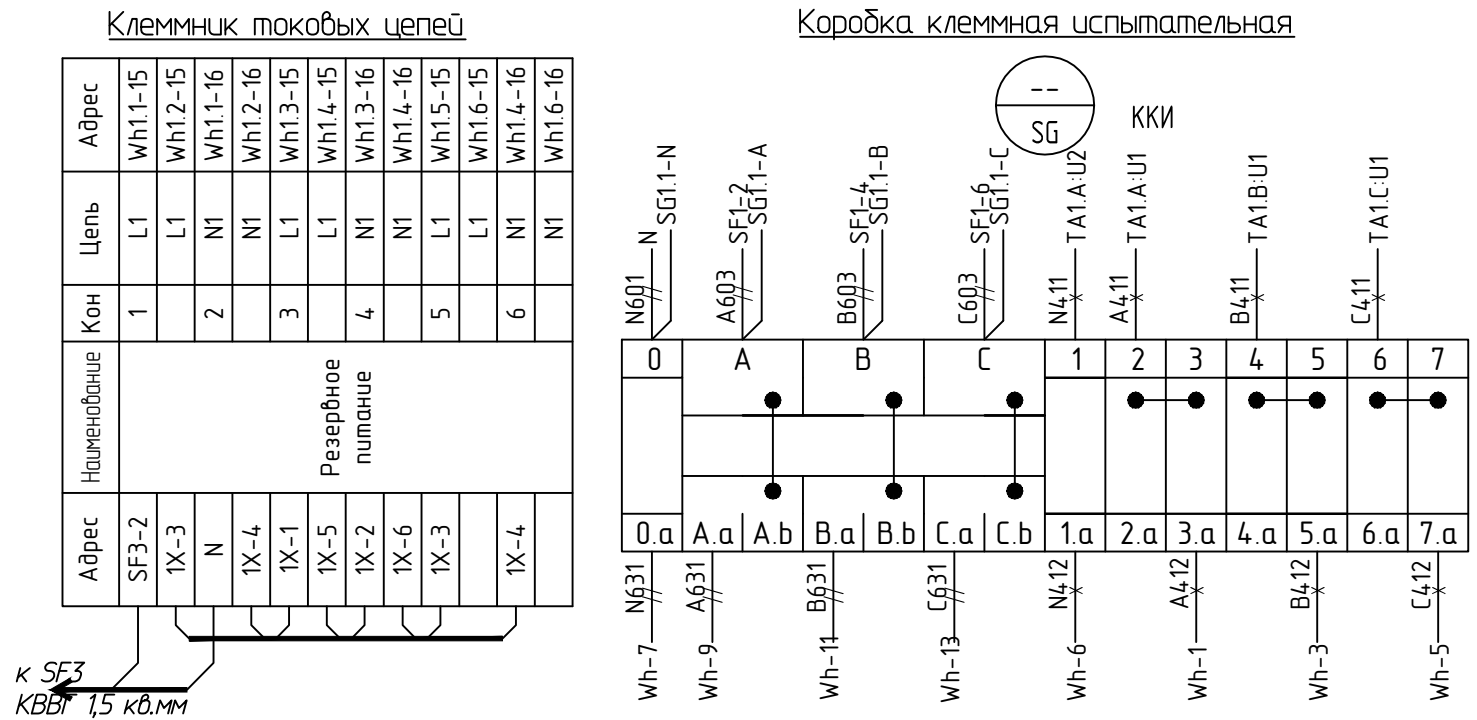 Клеммник токовых цепей
Адрес Wh1.1-15 Wh1.2-15 Wh1.1-16 Wh1.2-16 Wh1.3-15 Wh1.4-15 Wh1.3-16 Wh1.4-16 Wh1.5-15 Wh1.6-15 Wh1.4-16 Wh1.6-16
Цепь L1 L1 N1 N1 L1 L1 N1 N1 L1 L1 N1 N1
Кон 1 2 3 4 5 6
Наименование
Резервное
питание
Адрес SF3-2 1X-3 N 1X-4 1X-1 1X-5 1X-2 1X-6 1X-3 1X-4
к SF3
КВВГ 1,5 кв.мм
Коробка клеммная испытательная
--
SG
ККИ
N SG1.1-N SF1-2 SG1.1-A SF1-4 SG1.1-B SF1-6 SG1.1-C TA1.A:U2 TA1.A:U1 TA1.B:U1 TA1.C:U1
N601 A603 B603 C603 N411 A411 B411 C411
0 A B C 1 2 3 4 5 6 7
0.a A.a A.b B.a B.b C.a C.b 1.a 2.a 3.a 4.a 5.a 6.a 7.a
N631 A631 B631 C631 N412 A412 B412 C412
Wh-7 Wh-9 Wh-11 Wh-13 Wh-6 Wh-1 Wh-3 Wh-5